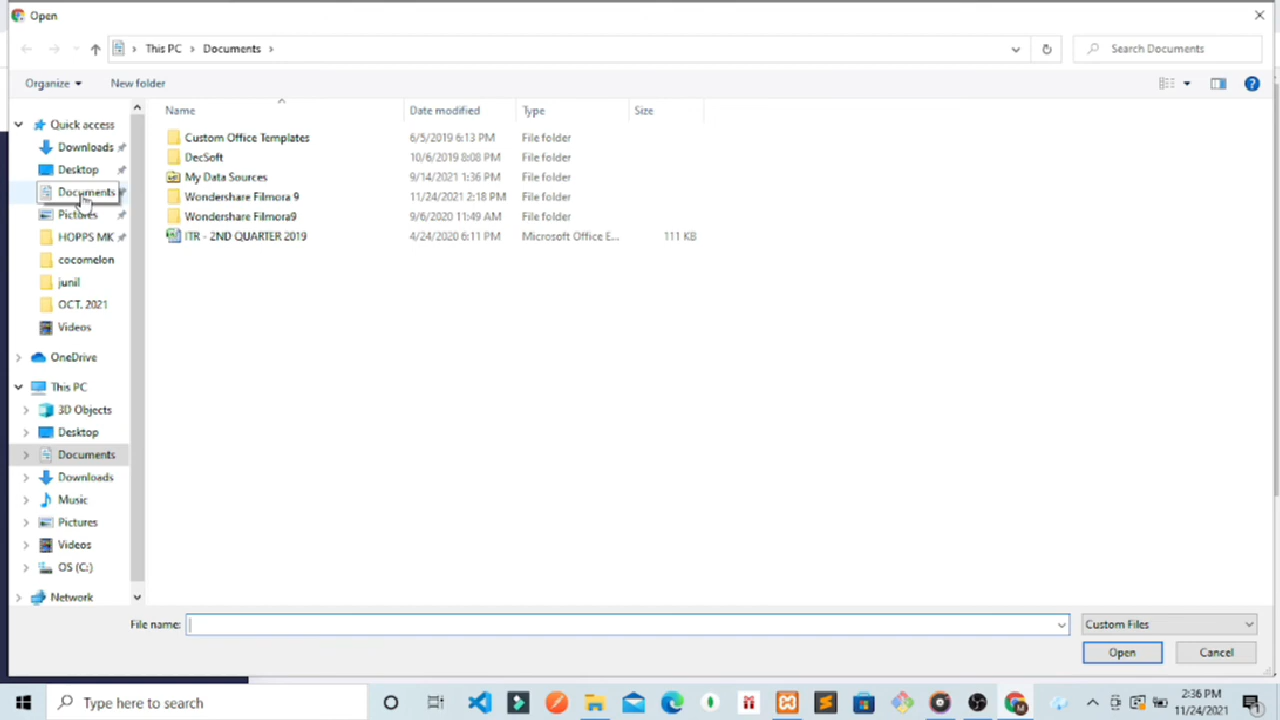 Open
This PC > Documents >
Search Documents
Organize
New folder
Name
Date modified
Type
Size
Quick access
Downloads
Desktop
Documents
Pictures
HOPPS MK
cocomelon
junil
OCT. 2021
Videos
OneDrive
This PC
3D Objects
Desktop
Documents
Downloads
Music
Pictures
Videos
OS (C:)
Network
Custom Office Templates 6/5/2019 6:13 PM File folder
DecSoft 10/6/2019 8:08 PM File folder
My Data Sources 9/14/2021 1:36 PM File folder
Wondershare Filmora 9 11/24/2021 2:18 PM File folder
Wondershare Filmora9 9/6/2020 11:49 AM File folder
ITR - 2ND QUARTER 2019 4/24/2020 6:11 PM Microsoft Office E... 111 KB
File name:
Custom Files
Open
Cancel
Type here to search
2:36 PM
11/24/2021